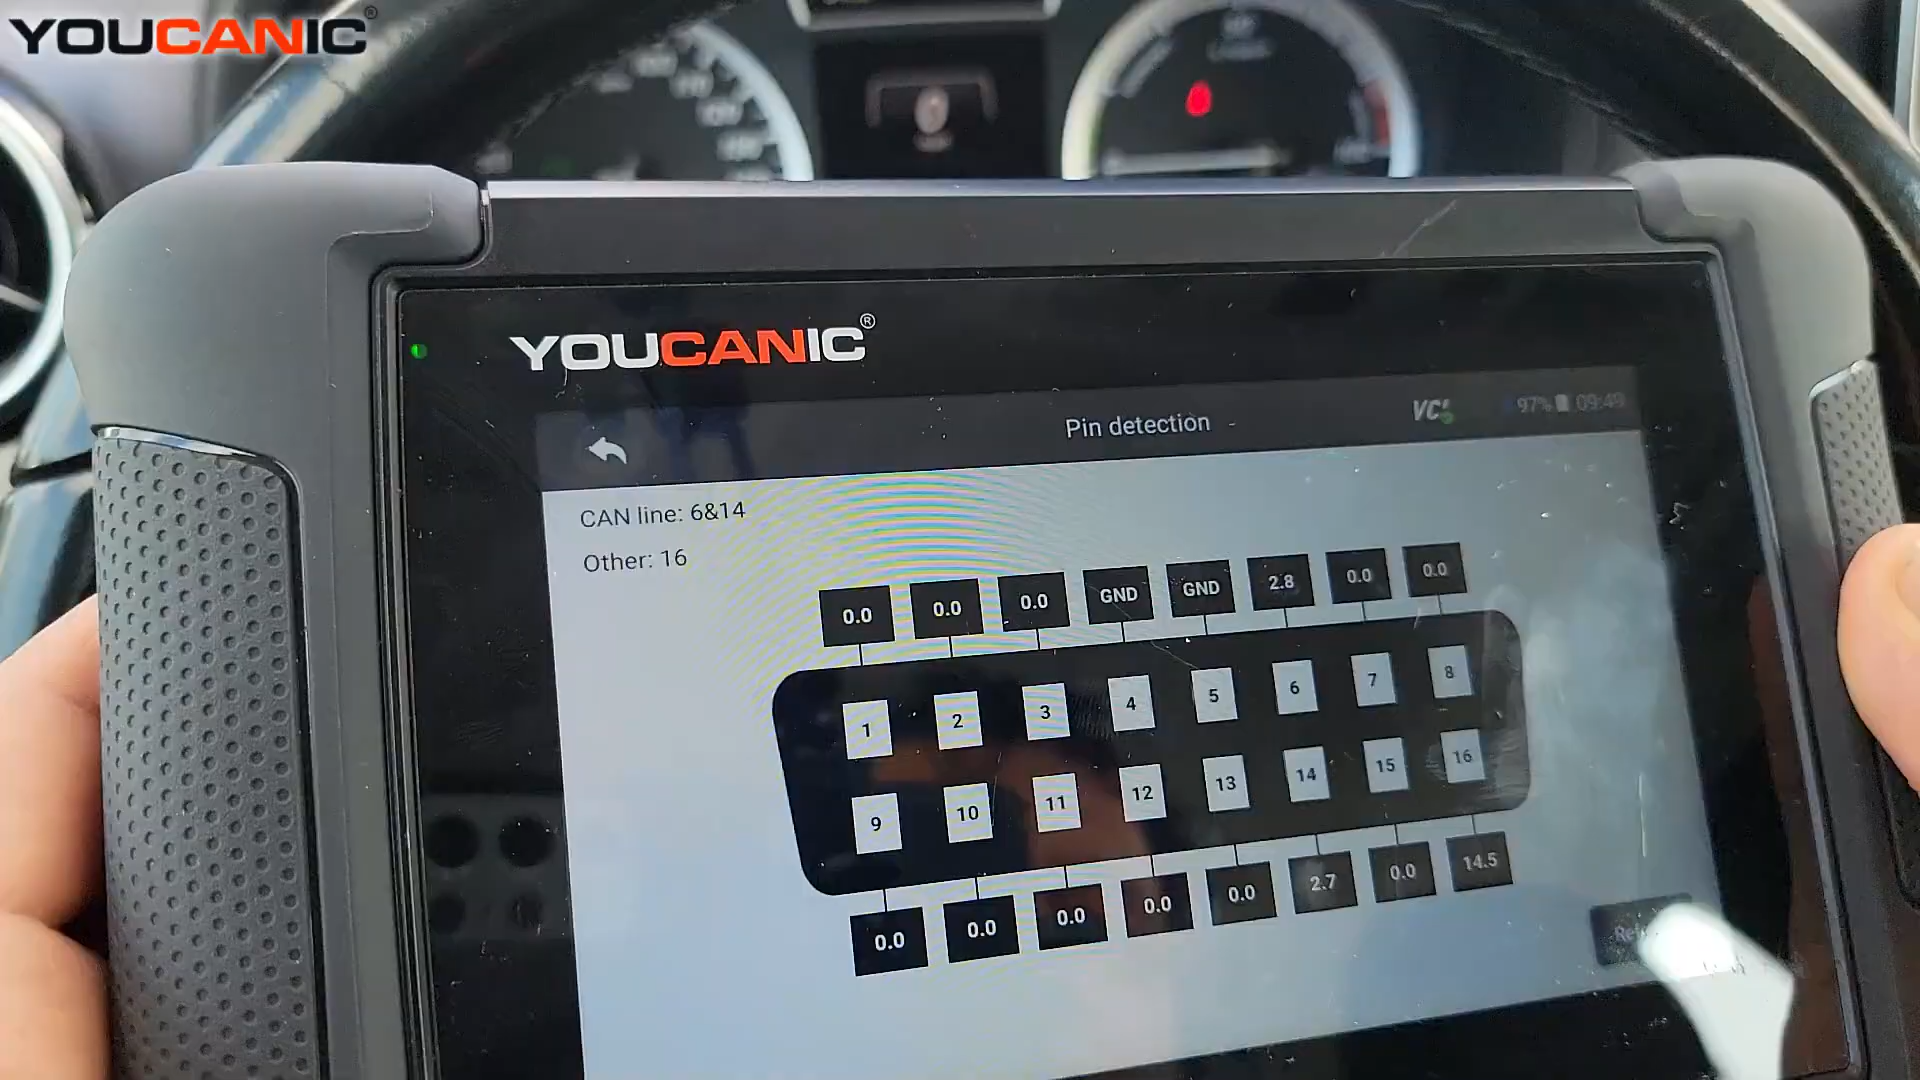 YOUCANIC®
YOUCANIC®
Pin detection
97% 09:49
CAN line: 6&14
Other: 16
0.0 0.0 0.0 GND GND 2.8 0.0 0.0
1 2 3 4 5 6 7 8
9 10 11 12 13 14 15 16
0.0 0.0 0.0 0.0 0.0 2.7 0.0 14.5